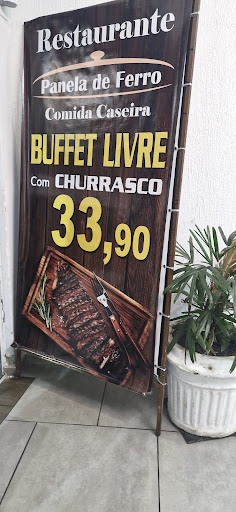 Restaurante
Panela de Ferro
Comida Caseira
BUFFET LIVRE
Com CHURRASCO
33,90